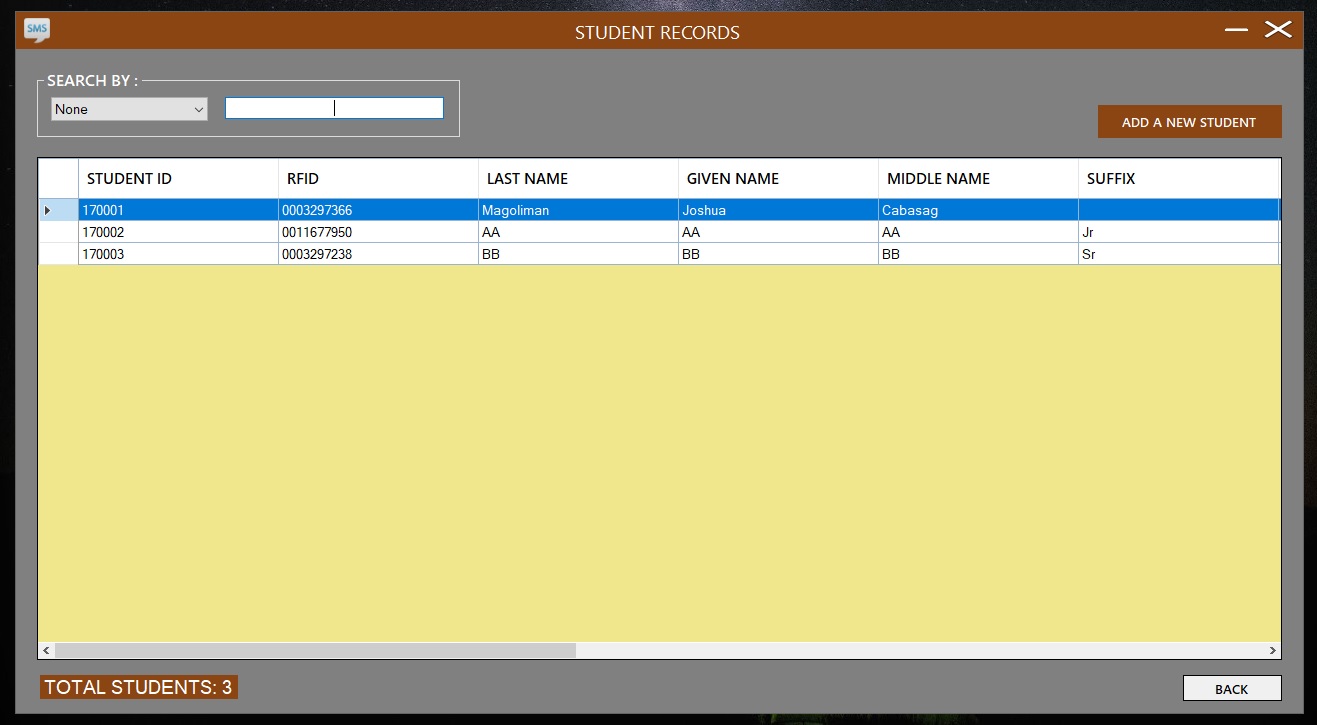 SMS
STUDENT RECORDS
SEARCH BY :
None
ADD A NEW STUDENT
STUDENT ID RFID LAST NAME GIVEN NAME MIDDLE NAME SUFFIX
170001 0003297366 Magoliman Joshua Cabasag
170002 0011677950 AA AA AA Jr
170003 0003297238 BB BB BB Sr
TOTAL STUDENTS: 3
BACK